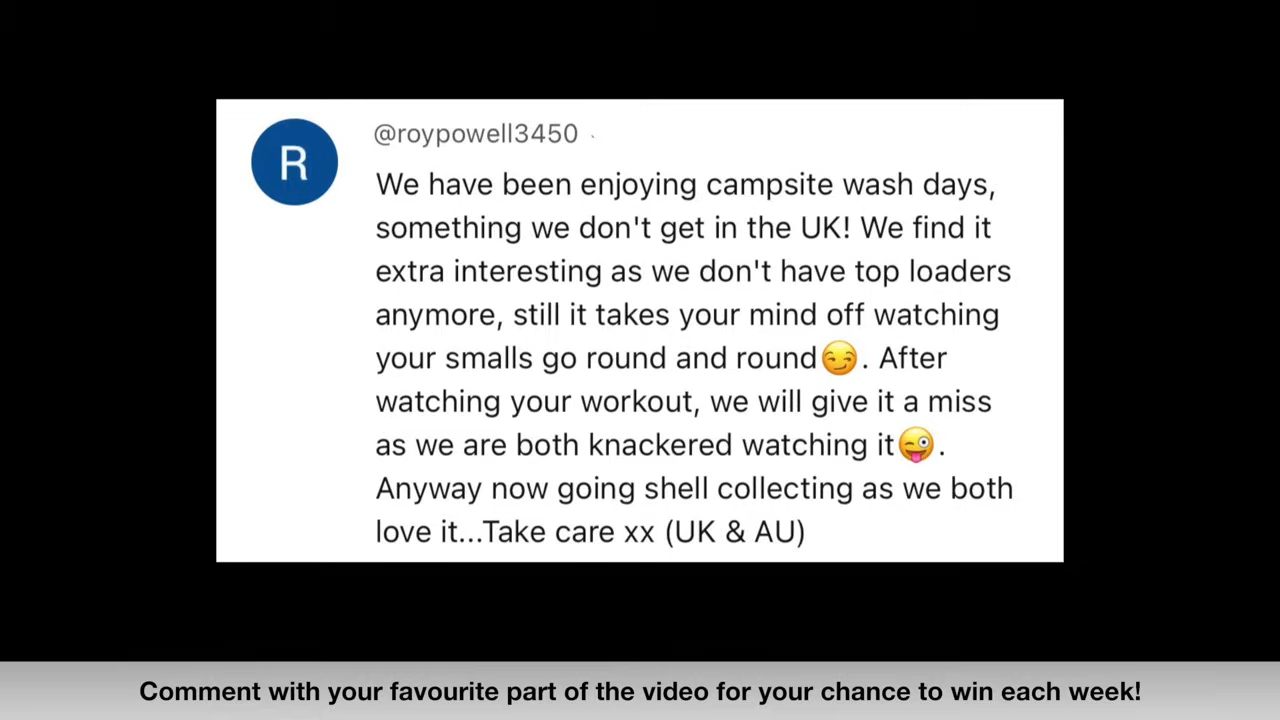 R
@roypowell3450 ·
We have been enjoying campsite wash days,
something we don't get in the UK! We find it
extra interesting as we don't have top loaders
anymore, still it takes your mind off watching
your smalls go round and round😏. After
watching your workout, we will give it a miss
as we are both knackered watching it😜.
Anyway now going shell collecting as we both
love it...Take care xx (UK & AU)
Comment with your favourite part of the video for your chance to win each week!